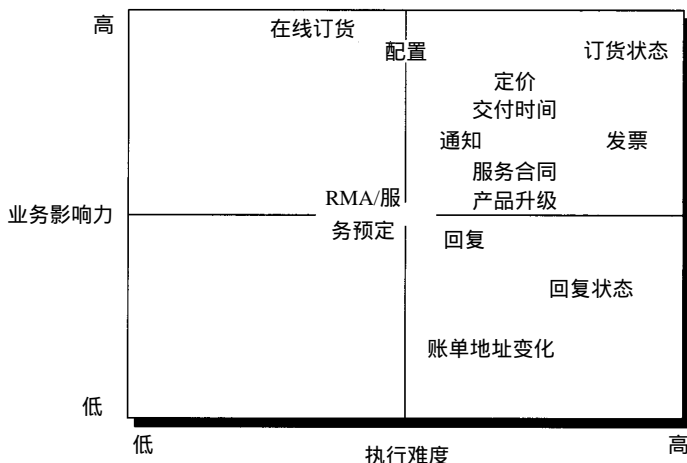 高
在线订货
配置
订货状态
定价
交付时间
通知
发票
服务合同
产品升级
RMA/服
务预定
业务影响力
回复
回复状态
账单地址变化
低
低
执行难度
高